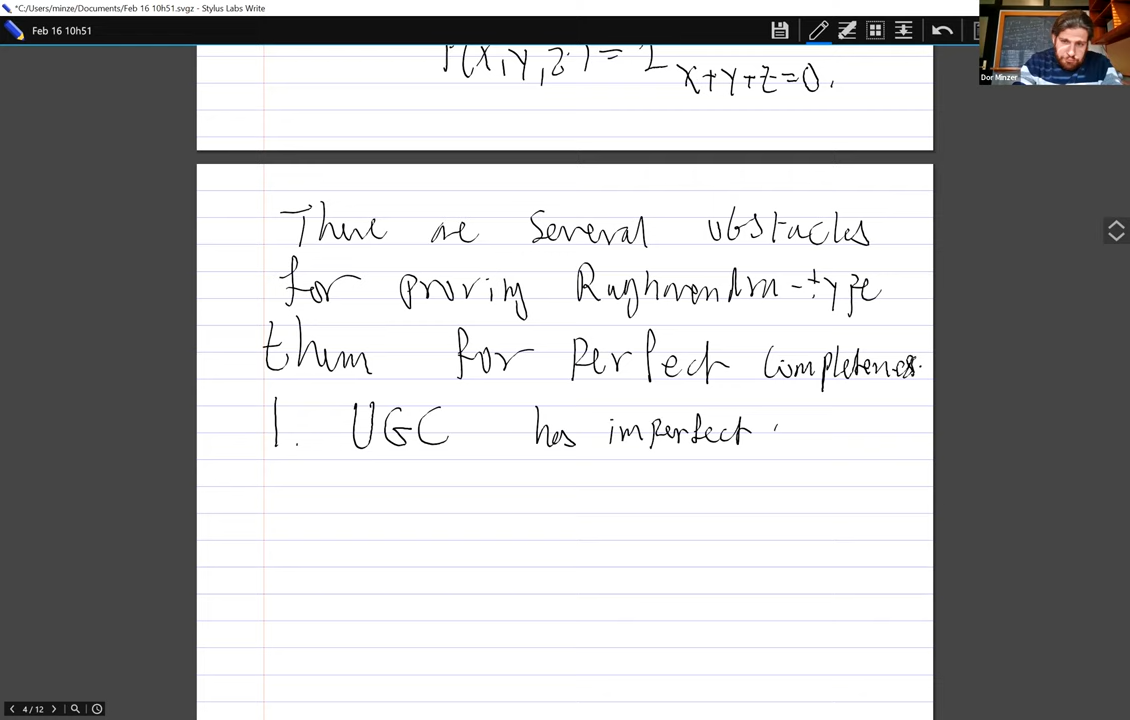 *C:/Users/minze/Documents/Feb 16 10h51.svgz - Stylus Labs Write
Feb 16 10h51
Dor Minzer
P(X,Y,Z) = 1 X+Y+Z=0.
There are several obstacles
for proving Raghavendra-type
thm for perfect completeness.
1. UGC has imperfect
4/12